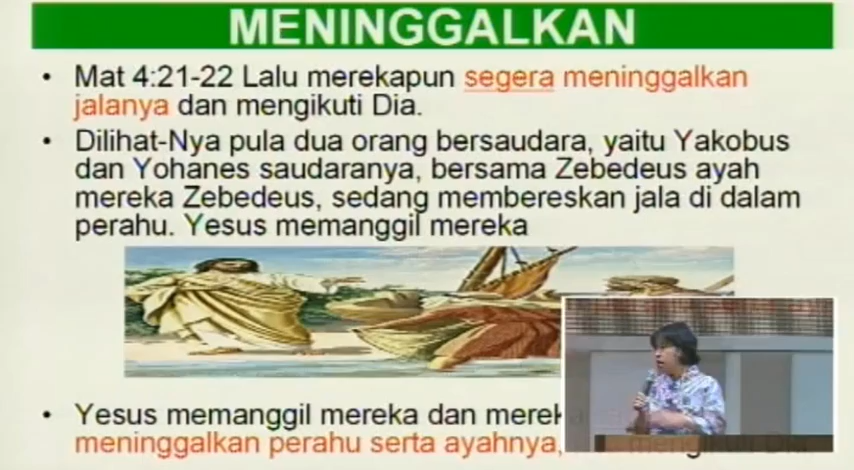 MENINGGALKAN
• Mat 4:21-22 Lalu merekapun segera meninggalkan
jalanya dan mengikuti Dia.
• Dilihat-Nya pula dua orang bersaudara, yaitu Yakobus
dan Yohanes saudaranya, bersama Zebedeus ayah
mereka Zebedeus, sedang membereskan jala di dalam
perahu. Yesus memanggil mereka
• Yesus memanggil mereka dan merek
meninggalkan perahu serta ayahnya,